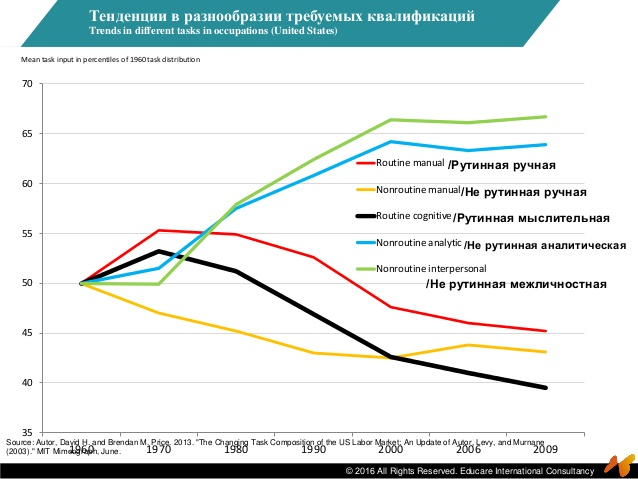 Тенденции в разнообразии требуемых квалификаций
Trends in different tasks in occupations (United States)
Mean task input in percentiles of 1960 task distribution
70
65
60
55
50
45
40
35
Routine manual /Рутинная ручная
Nonroutine manual/Не рутинная ручная
Routine cognitive/Рутинная мыслительная
Nonroutine analytic/Не рутинная аналитическая
Nonroutine interpersonal
/Не рутинная межличностная
1960 1970 1980 1990 2000 2006 2009
Source: Autor, David H. and Brendan M. Price. 2013. "The Changing Task Composition of the US Labor Market: An Update of Autor, Levy, and Murnane
(2003)." MIT Mimeograph, June.
© 2016 All Rights Reserved. Educare International Consultancy